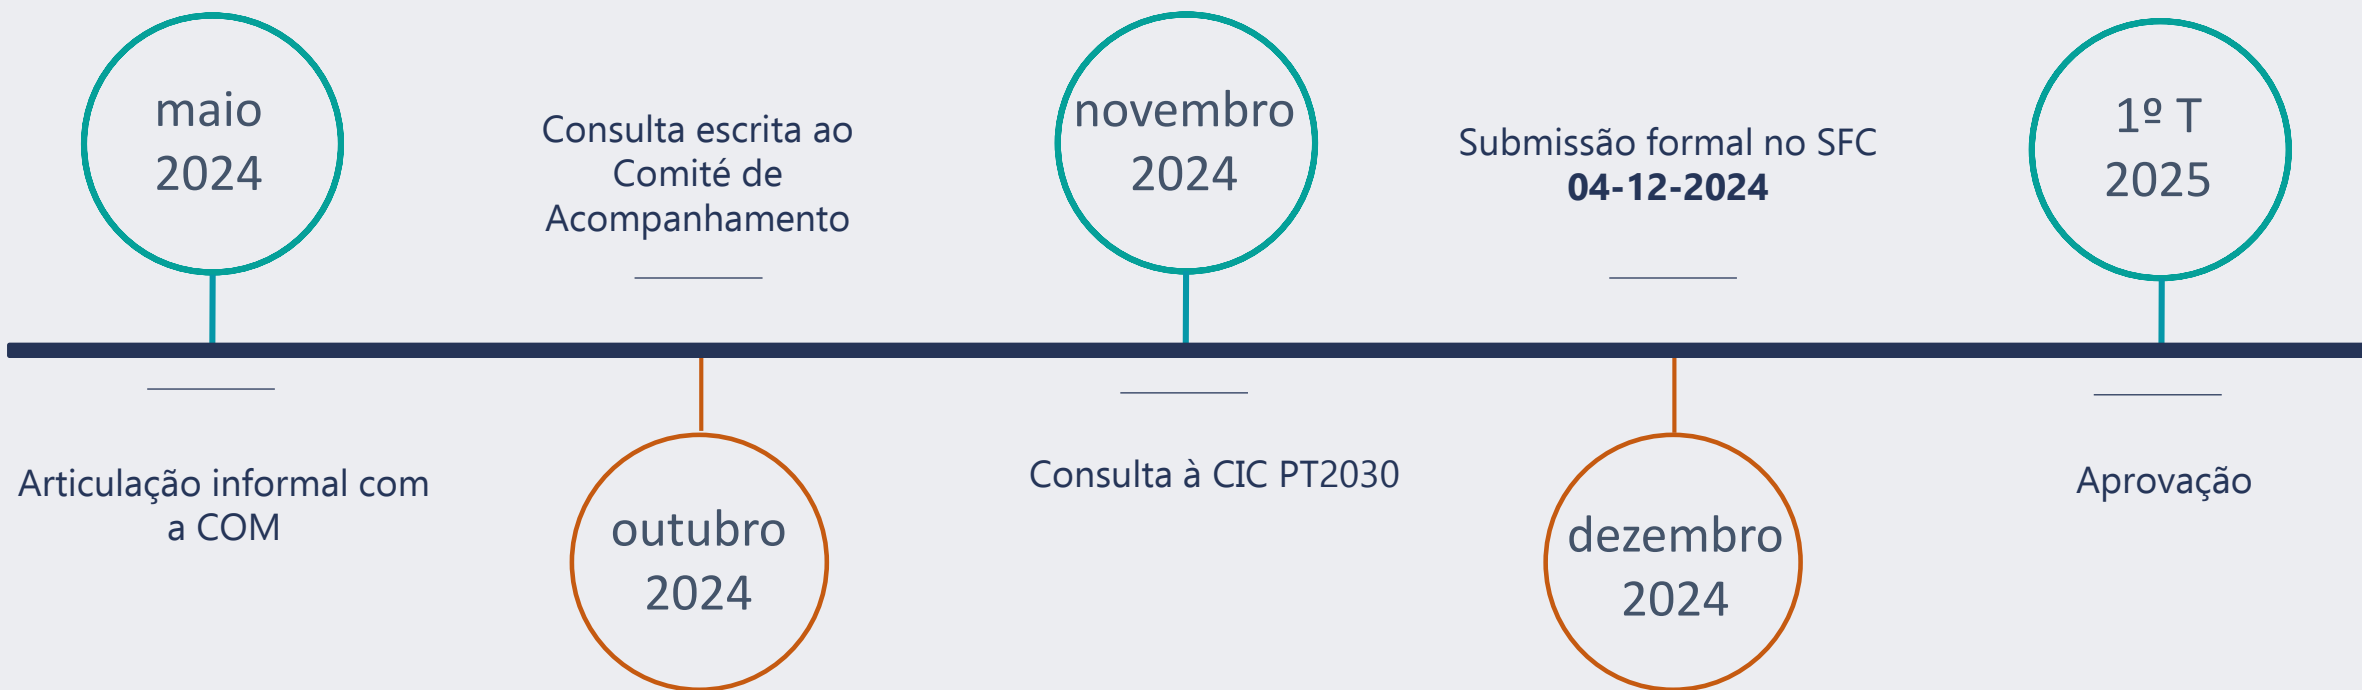 maio
2024
Articulação informal com
a COM
Consulta escrita ao
Comité de
Acompanhamento
outubro
2024
novembro
2024
Consulta à CIC PT2030
Submissão formal no SFC
04-12-2024
dezembro
2024
1º T
2025
Aprovação